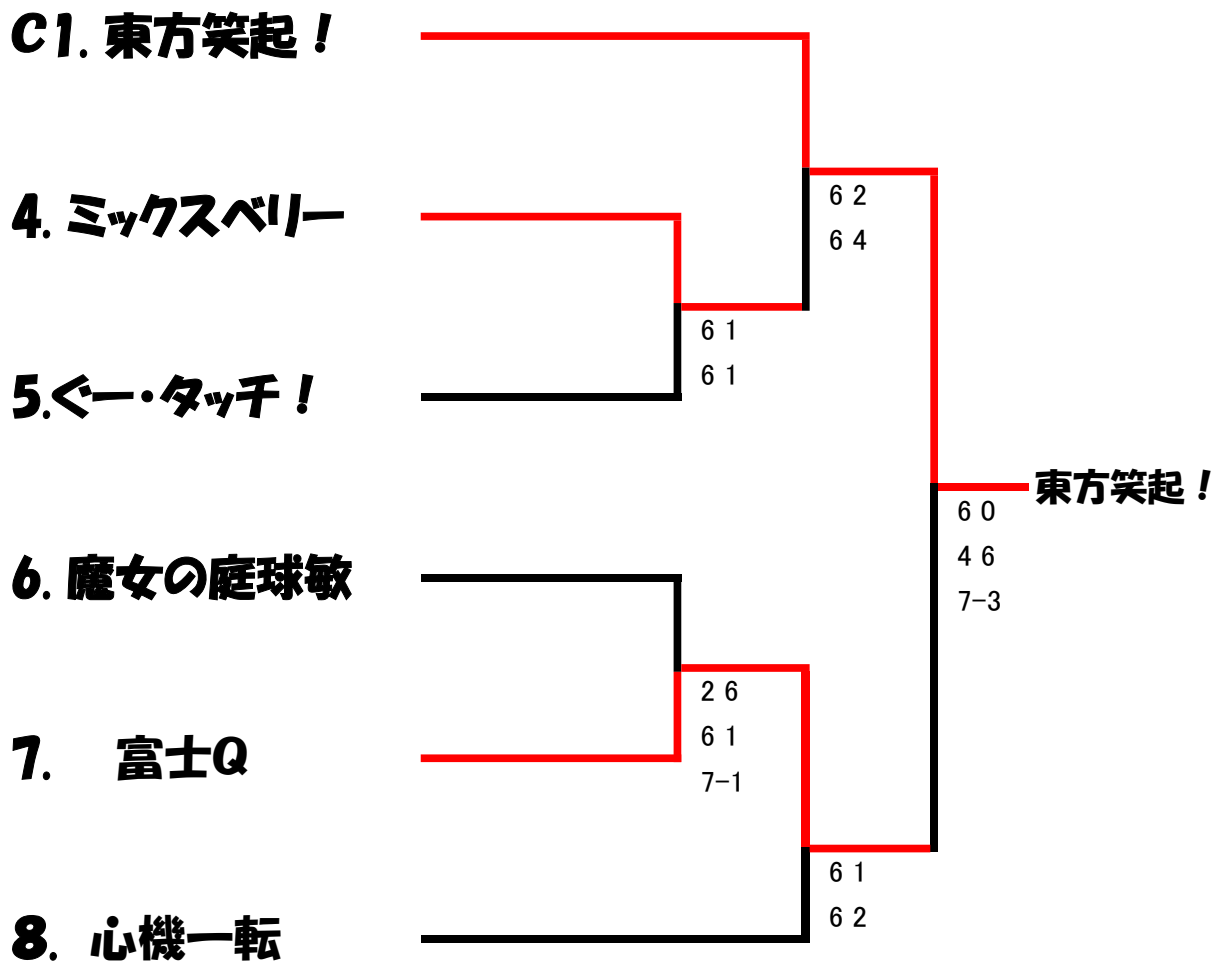 C1. 東方笑起！
6 2
4. ミックスベリー
6 4
6 1
6 1
5.ぐー・タッチ！
東方笑起！
6 0
4 6
6. 魔女の庭球敏
7-3
2 6
6 1
7. 富士Q
7-1
6 1
6 2
8. 心機一転